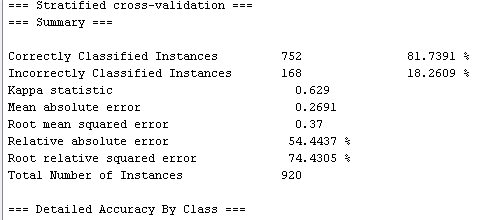 === Stratified cross-validation ===
=== Summary ===
Correctly Classified Instances 752 81.7391 %
Incorrectly Classified Instances 168 18.2609 %
Kappa statistic 0.629
Mean absolute error 0.2691
Root mean squared error 0.37
Relative absolute error 54.4437 %
Root relative squared error 74.4305 %
Total Number of Instances 920
=== Detailed Accuracy By Class ===